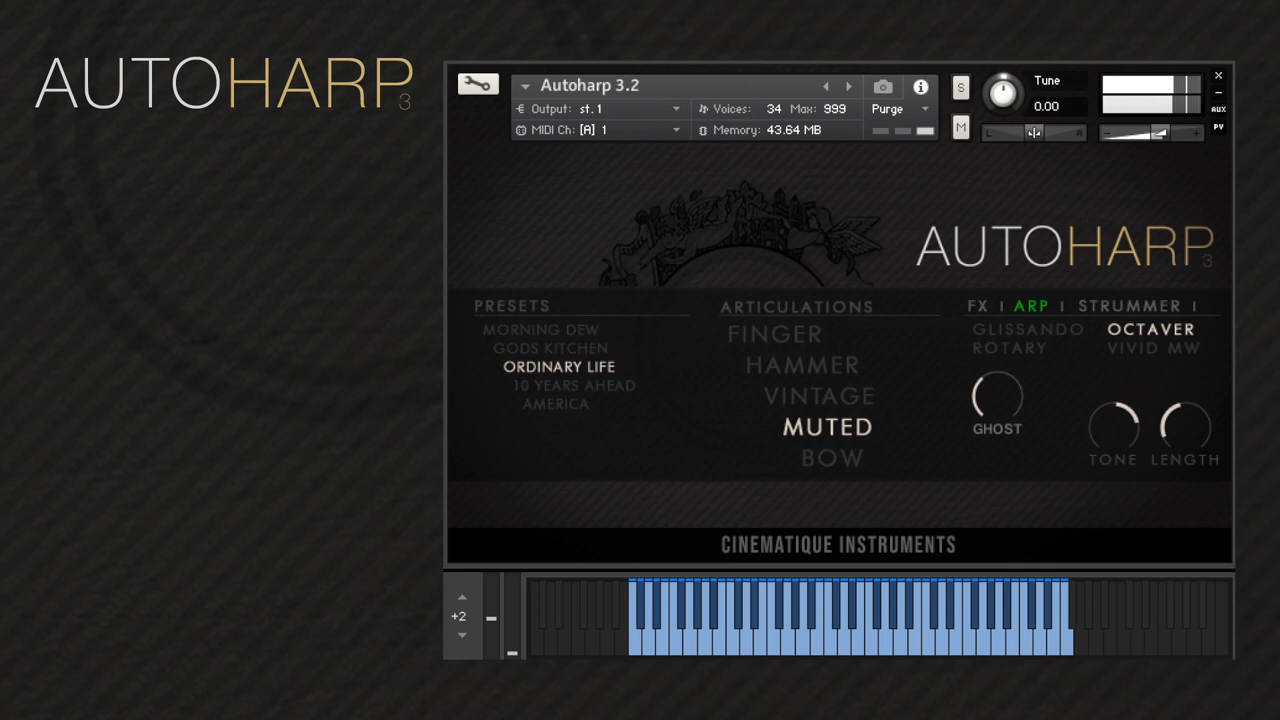 AUTOHARP
3
Autoharp 3.2
Output: st.1
Voices: 34 Max: 999
Purge
MIDI Ch: [A] 1
Memory: 43.64 MB
S
M
Tune
0.00
L
R
- +
×
-
AUX
PV
AUTOHARP
3
PRESETS
MORNING DEW
GODS KITCHEN
ORDINARY LIFE
10 YEARS AHEAD
AMERICA
ARTICULATIONS
FINGER
HAMMER
VINTAGE
MUTED
BOW
FX | ARP | STRUMMER |
GLISSANDO OCTAVER
ROTARY VIVID MW
GHOST
TONE LENGTH
CINEMATIQUE INSTRUMENTS
+2